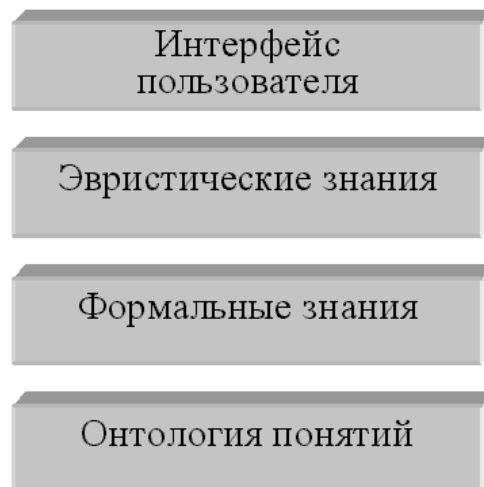 Интерфейс
пользователя
Эвристические знания
Формальные знания
Онтология понятий